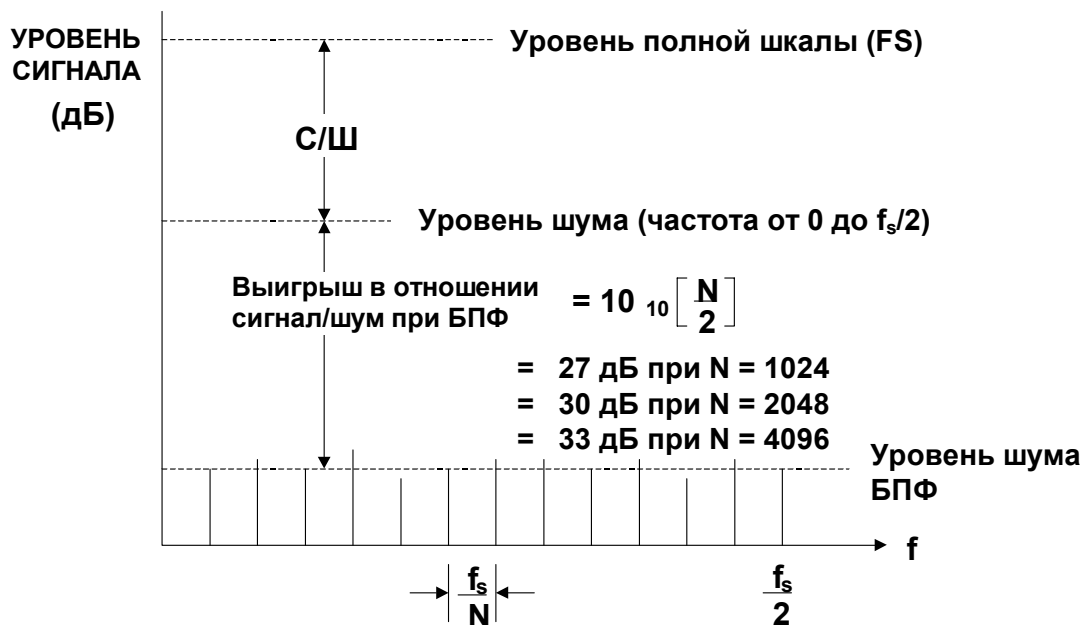 УРОВЕНЬ
СИГНАЛА
(дБ)
Уровень полной шкалы (FS)
С/Ш
Уровень шума (частота от 0 до fs/2)
Выигрыш в отношении
сигнал/шум при БПФ
= 10 10 [N/2]
= 27 дБ при N = 1024
= 30 дБ при N = 2048
= 33 дБ при N = 4096
Уровень шума
БПФ
f
fs/N
fs/2